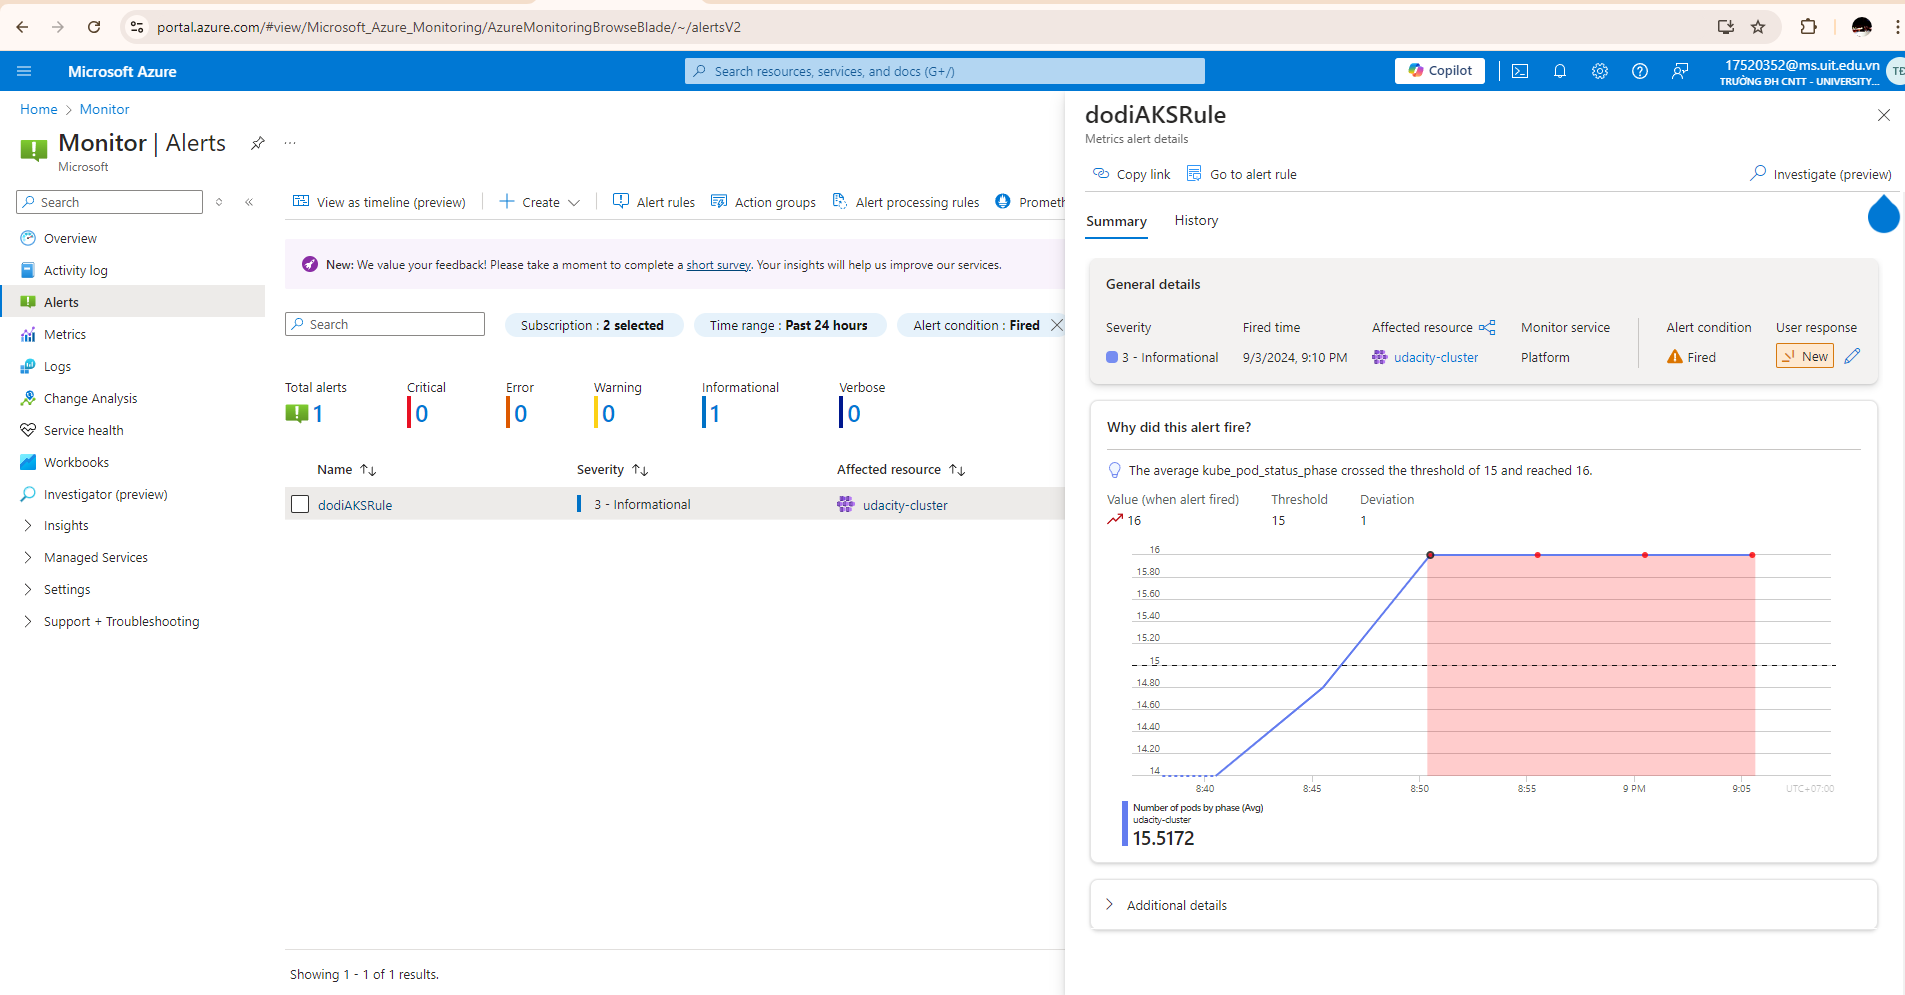 portal.azure.com/#view/Microsoft_Azure_Monitoring/AzureMonitoringBrowseBlade/~/alertsV2
Microsoft Azure
Search resources, services, and docs (G+/)
Copilot
17520352@ms.uit.edu.vn
TRƯỜNG ĐH CNTT - UNIVERSITY...
TĐ
Home > Monitor
Monitor | Alerts
...
Microsoft
Search
Overview
Activity log
Alerts
Metrics
Logs
Change Analysis
Service health
Workbooks
Investigator (preview)
Insights
Managed Services
Settings
Support + Troubleshooting
View as timeline (preview)
Create
Alert rules
Action groups
Alert processing rules
Prometh
New: We value your feedback! Please take a moment to complete a short survey. Your insights will help us improve our services.
Search
Subscription : 2 selected
Time range : Past 24 hours
Alert condition : Fired
Total alerts
1
Critical
0
Error
0
Warning
0
Informational
1
Verbose
0
Name
Severity
Affected resource
dodiAKSRule
3 - Informational
udacity-cluster
Showing 1 - 1 of 1 results.
dodiAKSRule
Metrics alert details
Copy link
Go to alert rule
Investigate (preview)
Summary
History
General details
Severity
3 - Informational
Fired time
9/3/2024, 9:10 PM
Affected resource
udacity-cluster
Monitor service
Platform
Alert condition
Fired
User response
New
Why did this alert fire?
The average kube_pod_status_phase crossed the threshold of 15 and reached 16.
Value (when alert fired)
16
Threshold
15
Deviation
1
16
15.80
15.60
15.40
15.20
15
14.80
14.60
14.40
14.20
14
8:40
8:45
8:50
8:55
9 PM
9:05
UTC+07:00
Number of pods by phase (Avg)
udacity-cluster
15.5172
Additional details